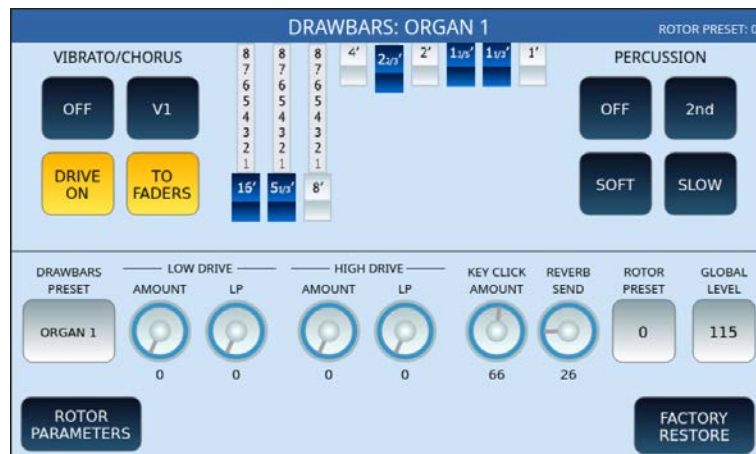 DRAWBARS: ORGAN 1
ROTOR PRESET: 0
VIBRATO/CHORUS
PERCUSSION
8 8 8 4' 2 2/3' 2' 1 3/5' 1 1/3' 1'
7 7 7
6 6 6
5 5 5
4 4 4
3 3 3
2 2 2
1 1 1
16' 5 1/3' 8'
OFF V1
DRIVE ON
TO FADERS
OFF 2nd
SOFT SLOW
DRAWBARS PRESET
ORGAN 1
LOW DRIVE
AMOUNT LP
0 0
HIGH DRIVE
AMOUNT LP
0 0
KEY CLICK AMOUNT
66
REVERB SEND
26
ROTOR PRESET
0
GLOBAL LEVEL
115
ROTOR PARAMETERS
FACTORY RESTORE